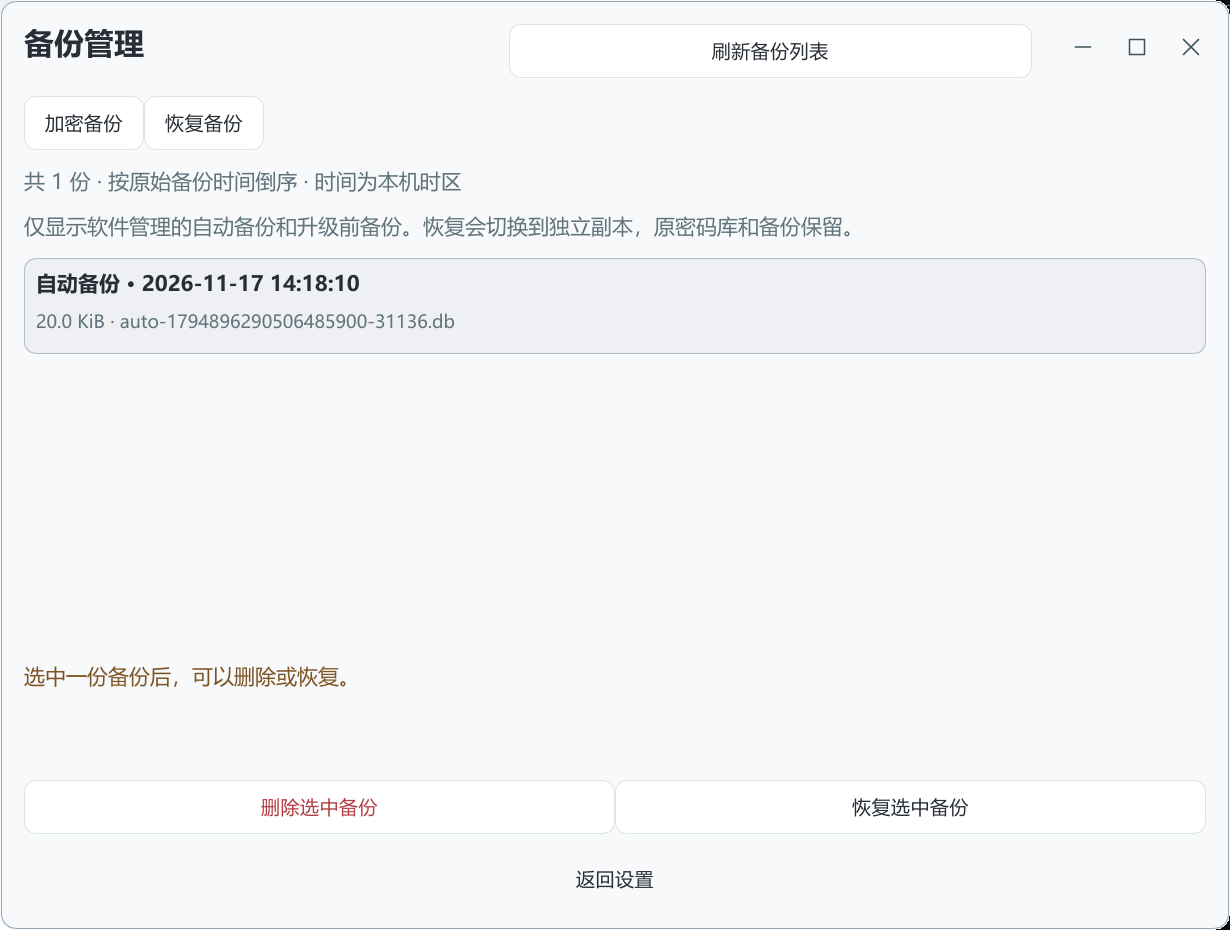 备份管理
刷新备份列表
加密备份
恢复备份
共 1 份 · 按原始备份时间倒序 · 时间为本机时区
仅显示软件管理的自动备份和升级前备份。恢复会切换到独立副本，原密码库和备份保留。
自动备份 • 2026-11-17 14:18:10
20.0 KiB · auto-1794896290506485900-31136.db
选中一份备份后，可以删除或恢复。
删除选中备份
恢复选中备份
返回设置